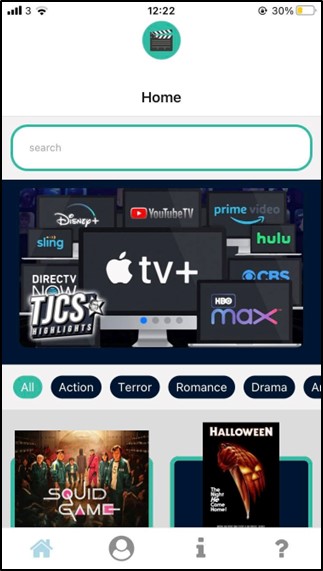 3 12:22 30%
Home
search
Disney+
YouTubeTV
prime video
sling
hulu
tv+
DIRECTV
NOW
CBS
TJCS
HIGHLIGHTS
HBO
max
All Action Terror Romance Drama
HALLOWEEN
The
Night
He
Came
Home!
SQUID
GAME
?